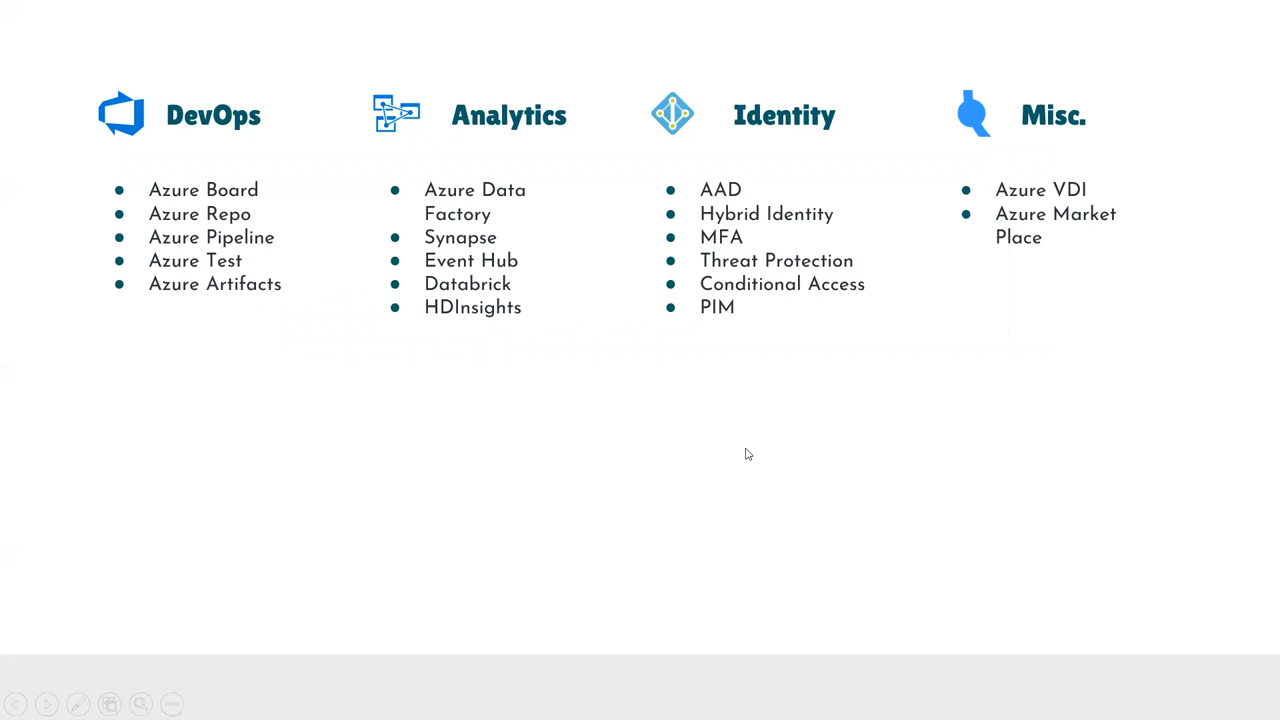 DevOps
Azure Board
Azure Repo
Azure Pipeline
Azure Test
Azure Artifacts
Analytics
Azure Data
Factory
Synapse
Event Hub
Databrick
HDInsights
Identity
AAD
Hybrid Identity
MFA
Threat Protection
Conditional Access
PIM
Misc.
Azure VDI
Azure Market
Place